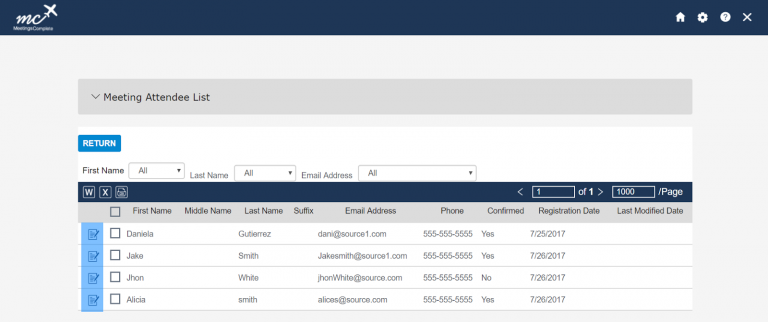 mc
MeetingsComplete
Meeting Attendee List
RETURN
First Name All Last Name All Email Address All
W X < 1 of 1 > 1000 /Page
First Name Middle Name Last Name Suffix Email Address Phone Confirmed Registration Date Last Modified Date
Daniela Gutierrez dani@source1.com 555-555-5555 Yes 7/25/2017
Jake Smith Jakesmith@source1.com 555-555-5555 Yes 7/26/2017
Jhon White jhonWhite@source.com 555-555-5555 No 7/26/2017
Alicia smith alices@source.com 555-555-5555 Yes 7/26/2017